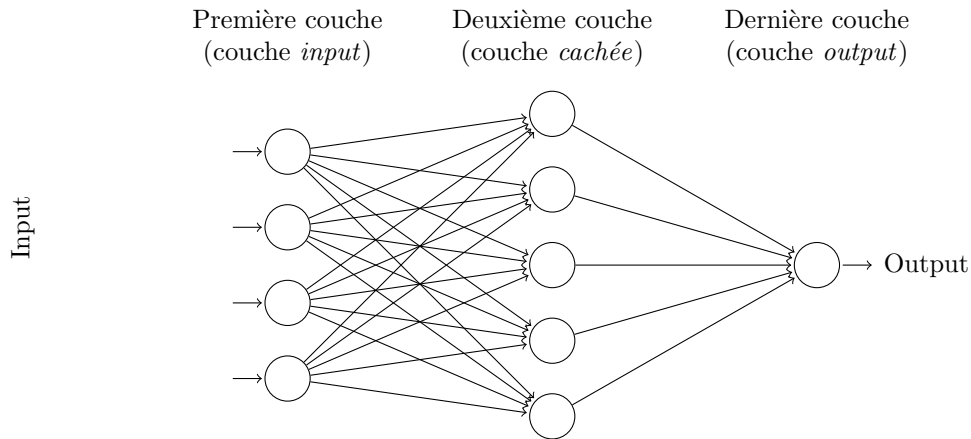 Première couche
(couche input)
Deuxième couche
(couche cachée)
Dernière couche
(couche output)
Input
Output